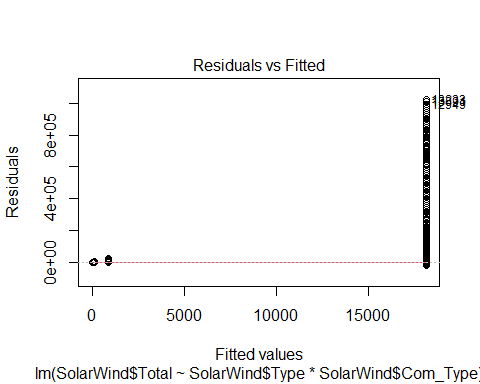 Residuals vs Fitted
Residuals
0e+00
4e+05
8e+05
12949
0
5000
10000
15000
Fitted values
lm(SolarWind$Total ~ SolarWind$Type * SolarWind$Com_Type)